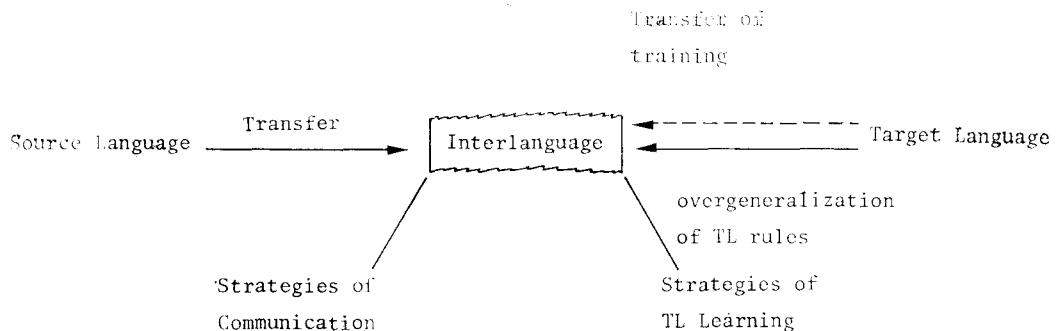 Transfer of
training
Source Language
Transfer
Interlanguage
Target Language
overgeneralization
of TL rules
Strategies of
Communication
Strategies of
TL Learning